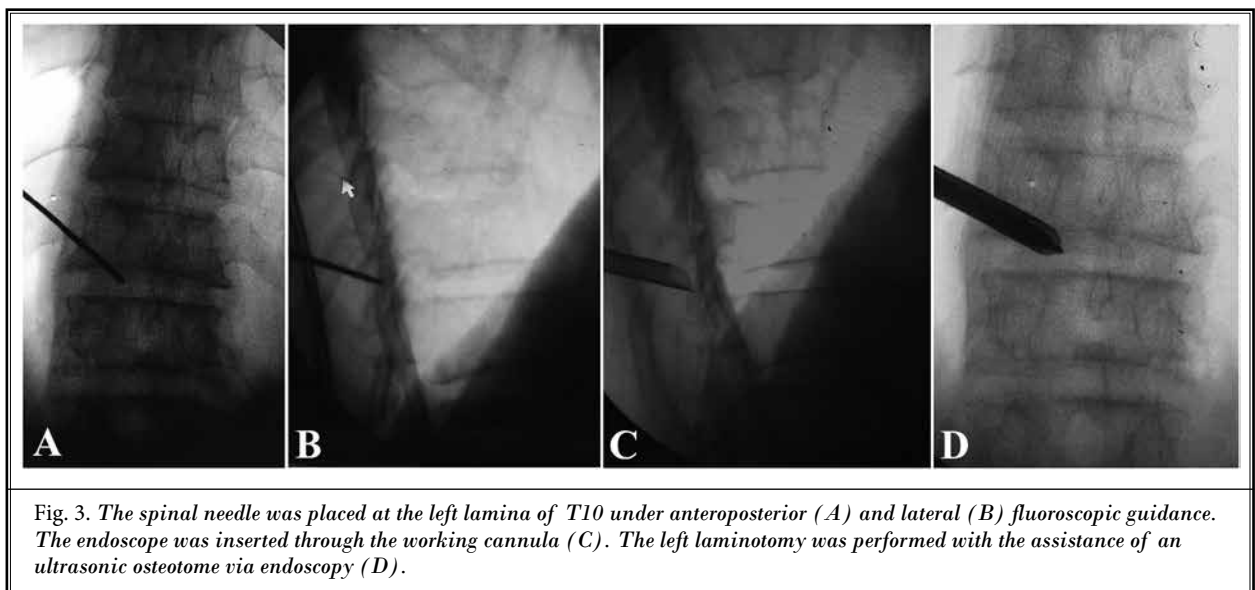 A B C D
Fig. 3. The spinal needle was placed at the left lamina of T10 under anteroposterior (A) and lateral (B) fluoroscopic guidance.
The endoscope was inserted through the working cannula (C). The left laminotomy was performed with the assistance of an
ultrasonic osteotome via endoscopy (D).